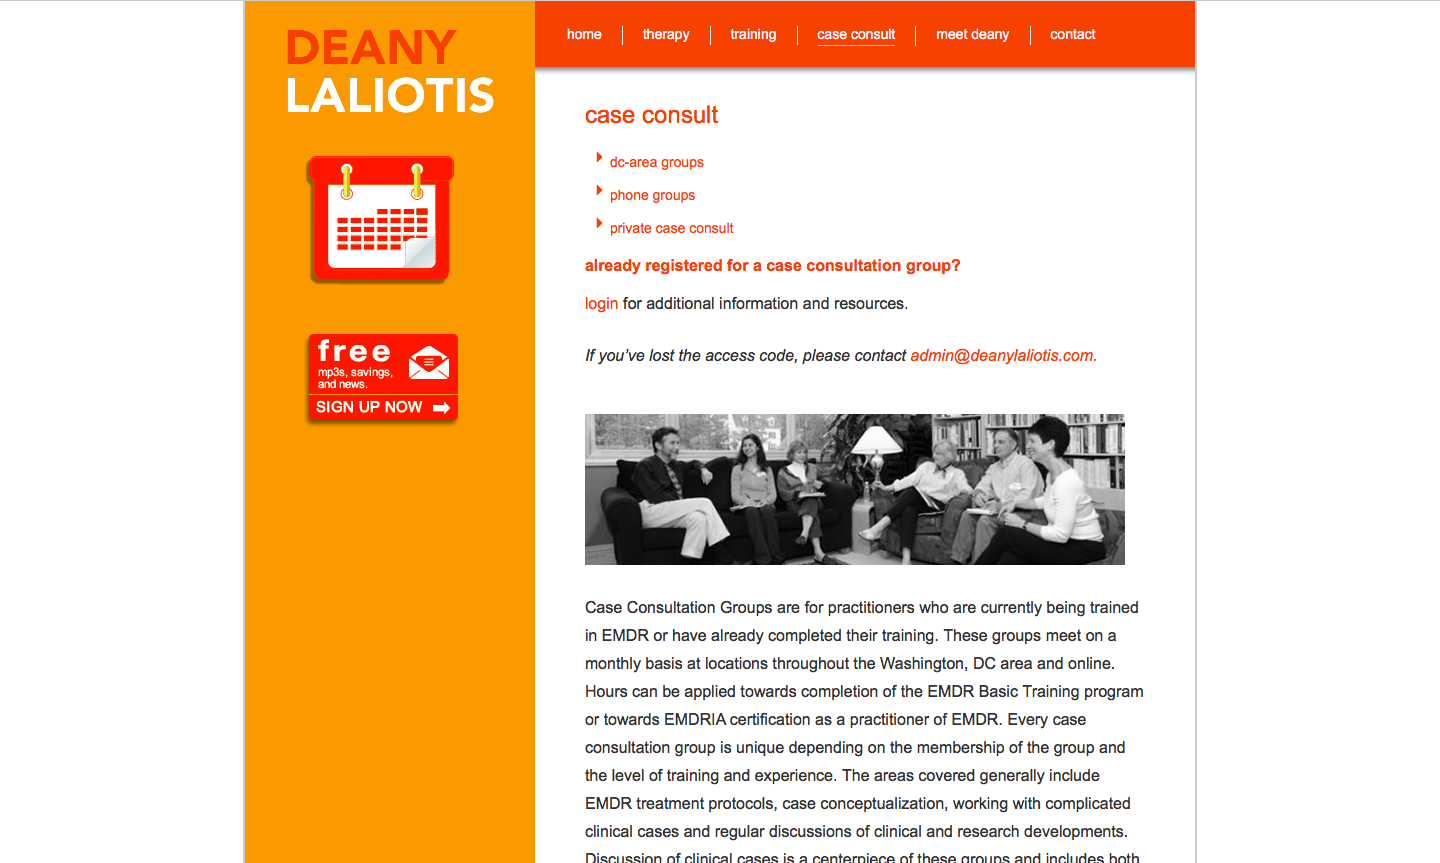 DEANY
LALIOTIS
free
mp3s, savings,
and news.
SIGN UP NOW
home
therapy
training
case consult
meet deany
contact
case consult
dc-area groups
phone groups
private case consult
already registered for a case consultation group?
login for additional information and resources.
If you’ve lost the access code, please contact admin@deanylaliotis.com.
Case Consultation Groups are for practitioners who are currently being trained
in EMDR or have already completed their training. These groups meet on a
monthly basis at locations throughout the Washington, DC area and online.
Hours can be applied towards completion of the EMDR Basic Training program
or towards EMDRIA certification as a practitioner of EMDR. Every case
consultation group is unique depending on the membership of the group and
the level of training and experience. The areas covered generally include
EMDR treatment protocols, case conceptualization, working with complicated
clinical cases and regular discussions of clinical and research developments.
Discussion of clinical cases is a centerpiece of these groups and includes both